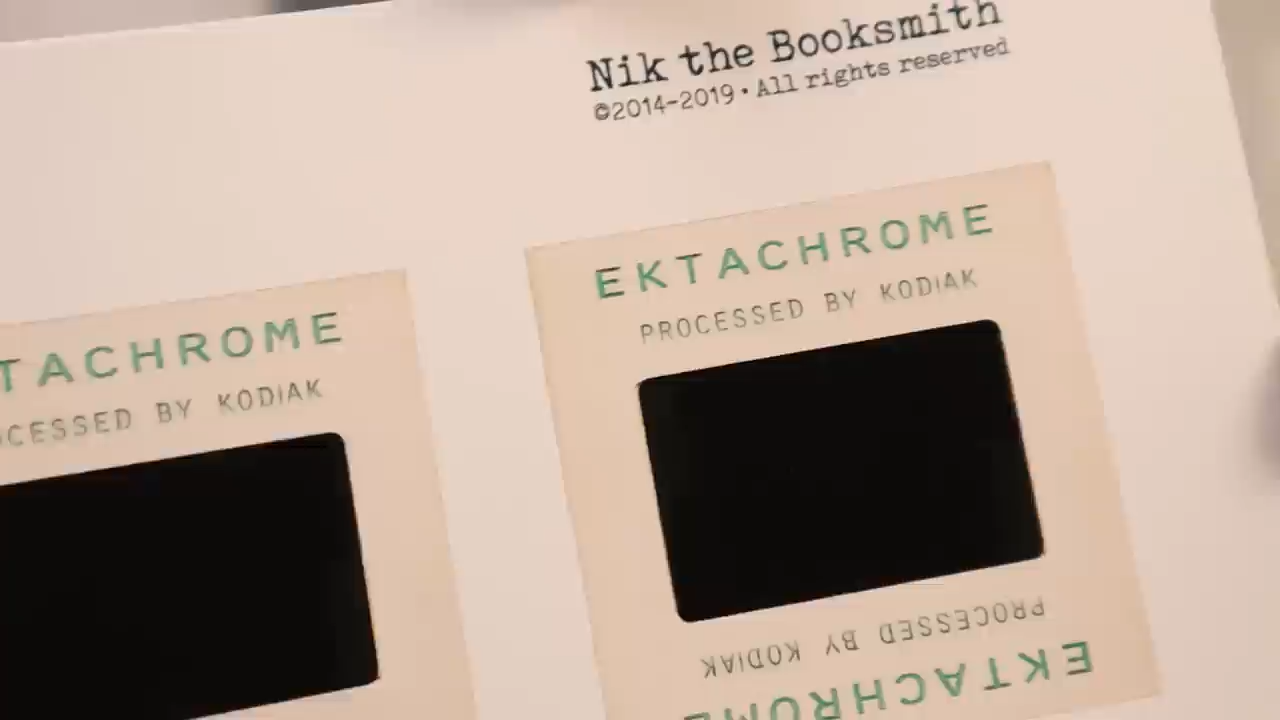 Nik the Booksmith
©2014-2019 • All rights reserved
EKTACHROME
PROCESSED BY KODIAK
PROCESSED BY KODIAK
EKTACHROME
TACHROME
CESSED BY KODIAK